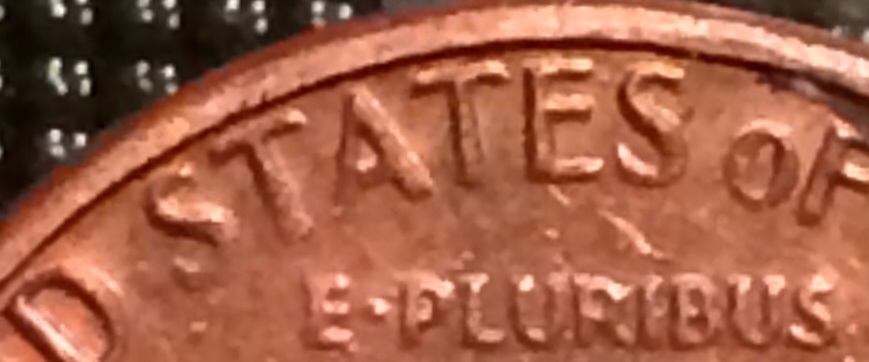 D STATES OF
E·PLURIBUS